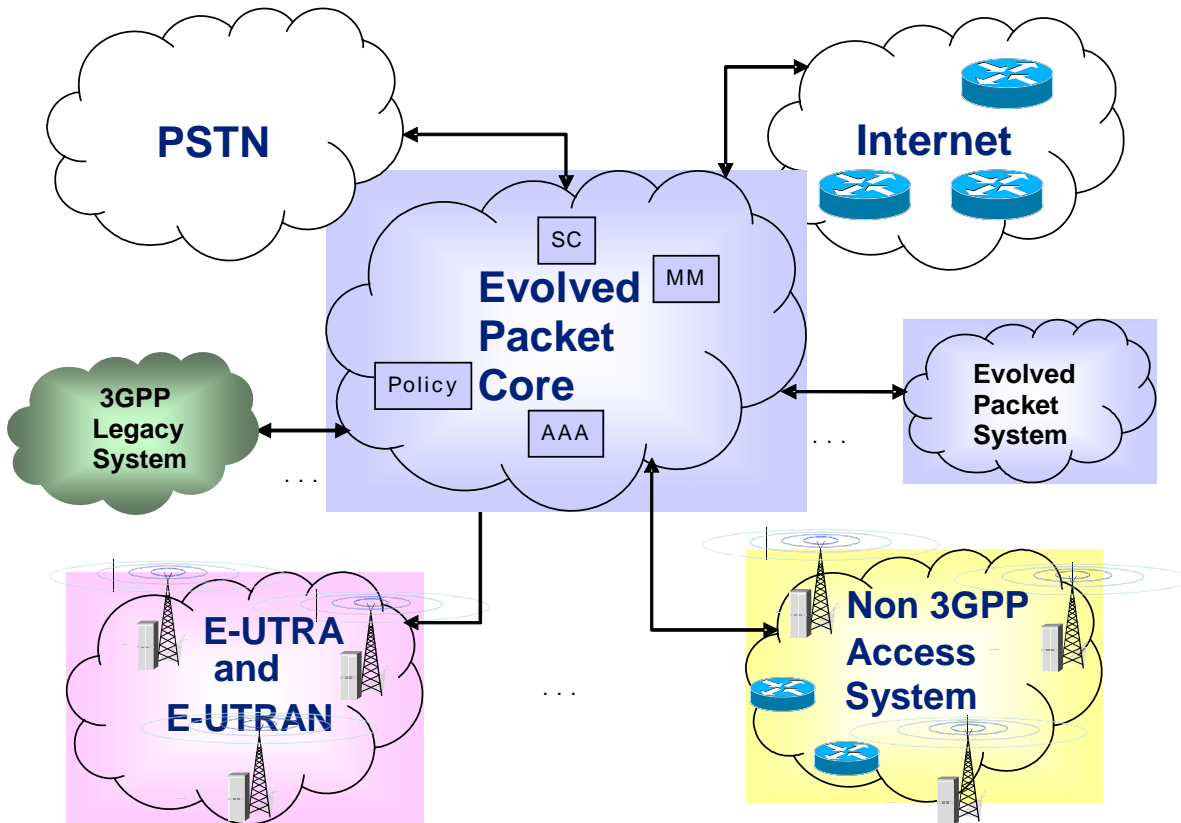 PSTN
Internet
SC
MM
Evolved
Packet
Core
Policy
AAA
3GPP
Legacy
System
. . .
Evolved
Packet
System
. . .
E-UTRA
and
E-UTRAN
. . .
Non 3GPP
Access
System